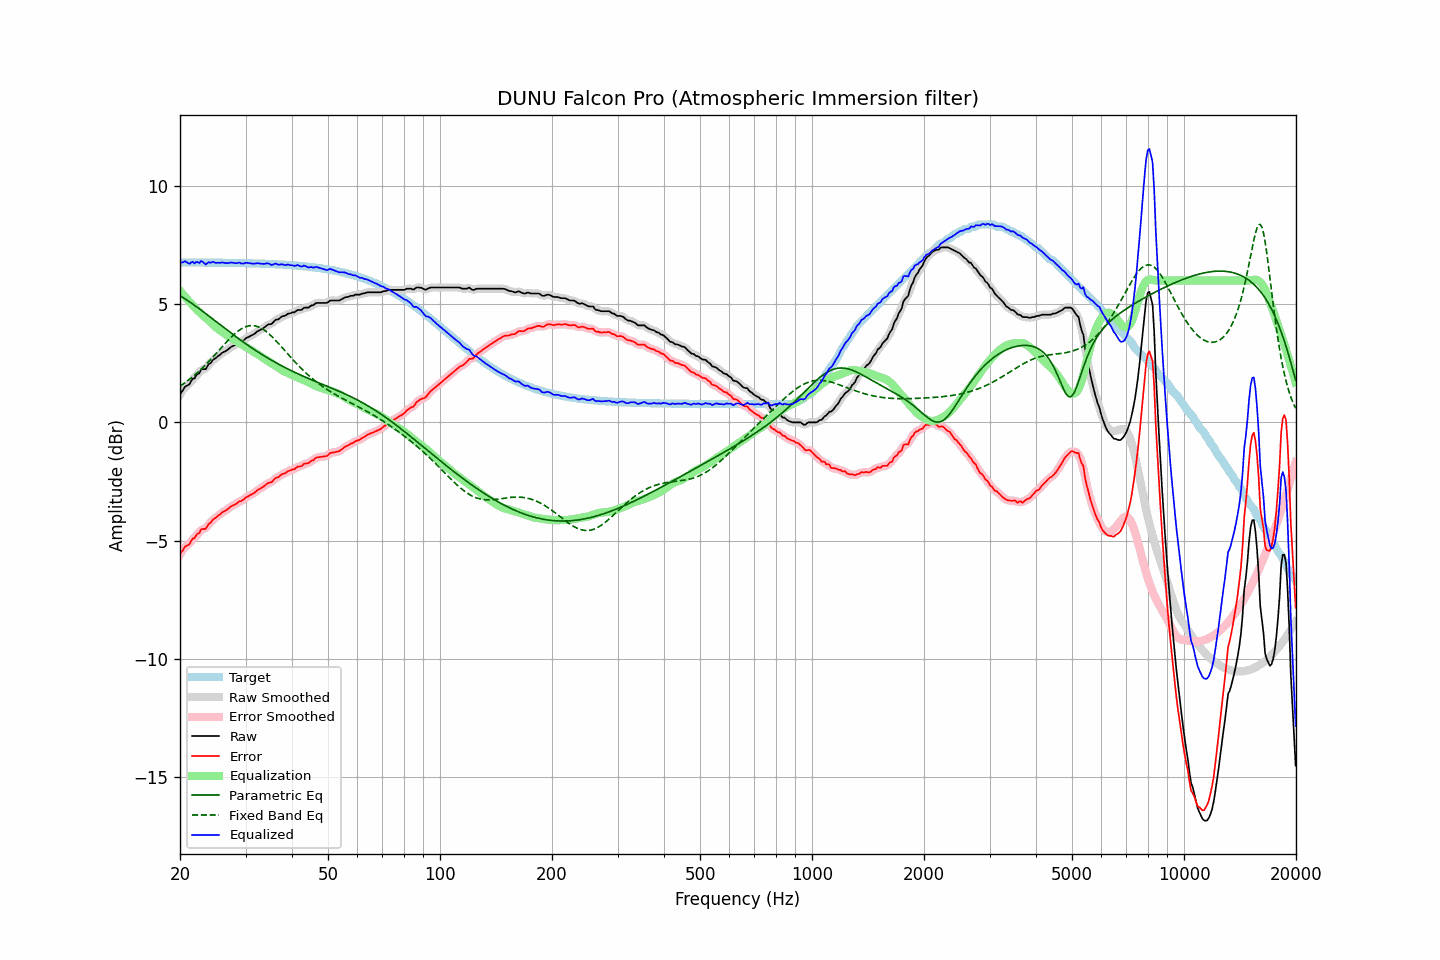 DUNU Falcon Pro (Atmospheric Immersion filter)
Amplitude (dBr)
10
5
0
−5
−10
−15
Target
Raw Smoothed
Error Smoothed
Raw
Error
Equalization
Parametric Eq
Fixed Band Eq
Equalized
20 50 100 200 500 1000 2000 5000 10000 20000
Frequency (Hz)